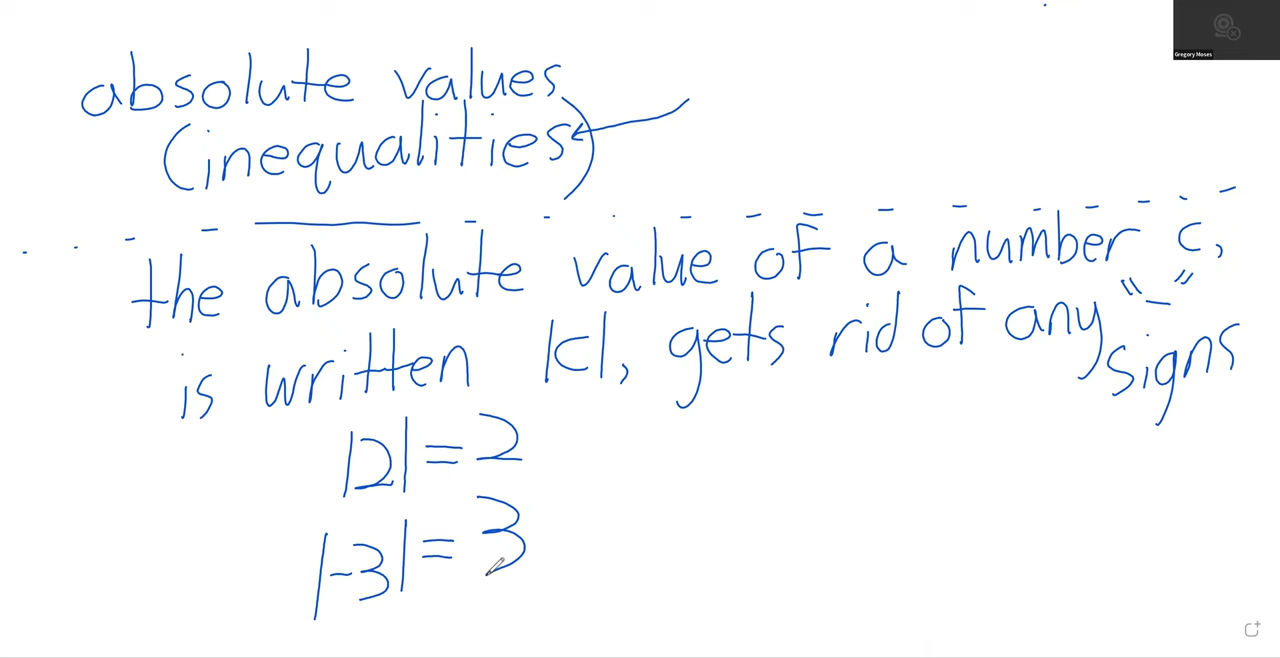 Gregory Moses
absolute values
(inequalities)
the absolute value of a number c,
is written |c|, gets rid of any "-" signs
|2| = 2
|-3| = 3